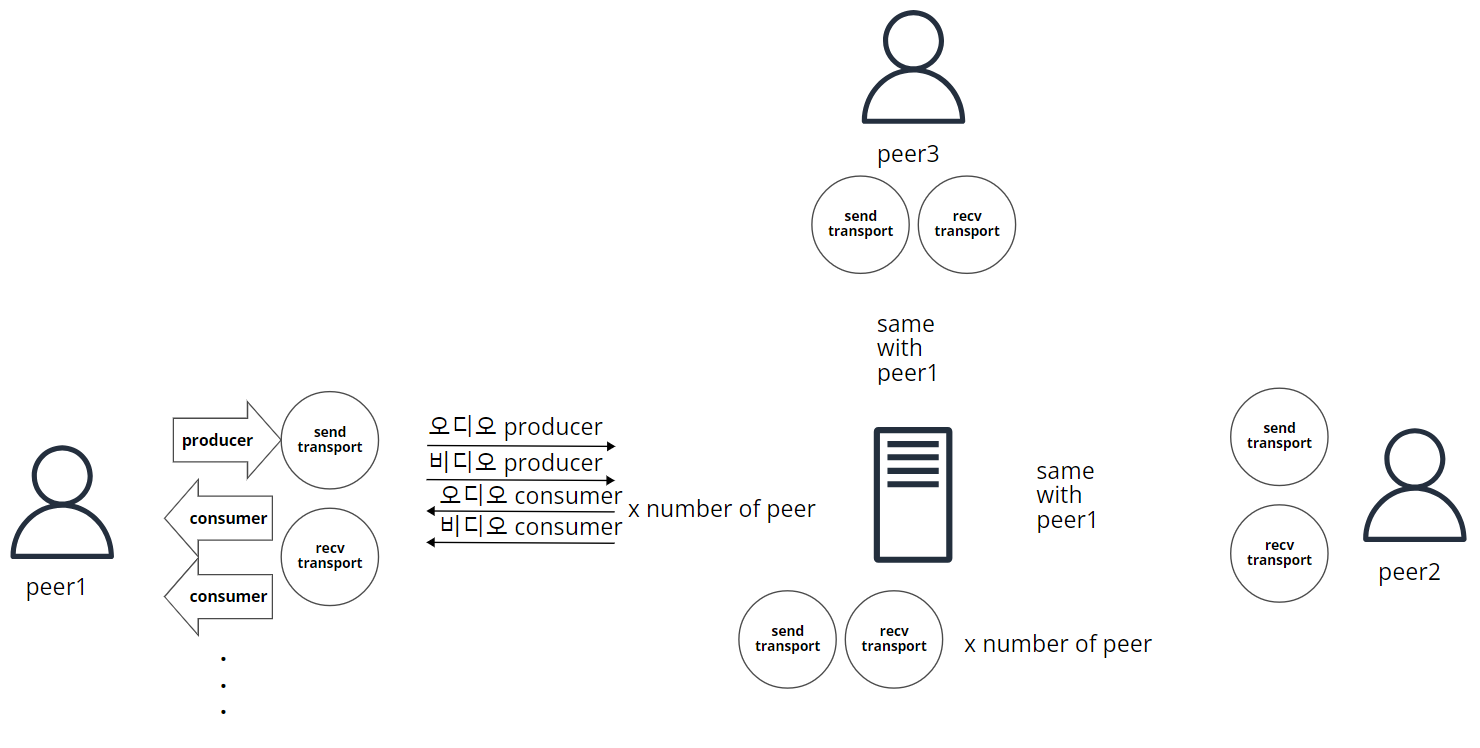 peer3
send
transport
recv
transport
same
with
peer1
producer
send
transport
오디오 producer
비디오 producer
오디오 consumer
비디오 consumer
x number of peer
consumer
recv
transport
consumer
peer1
.
.
.
same
with
peer1
send
transport
recv
transport
peer2
send
transport
recv
transport
x number of peer